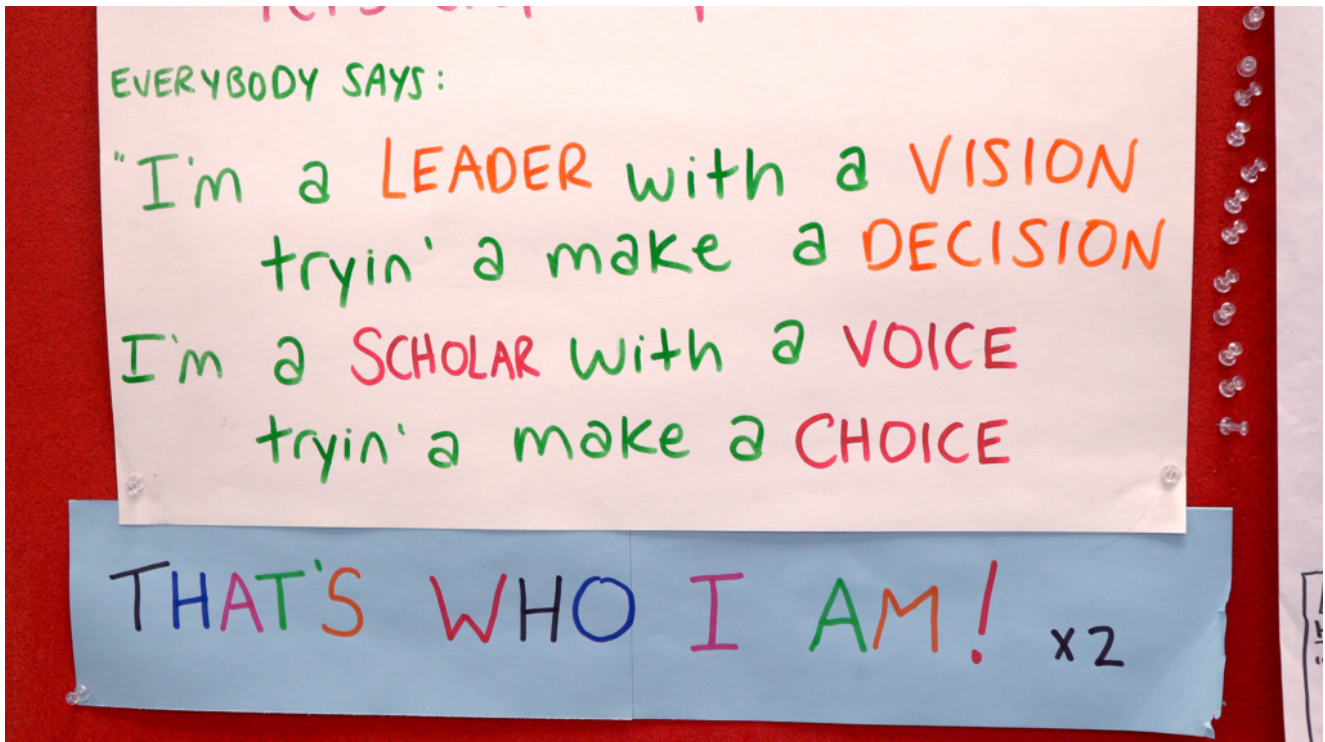 EVERYBODY SAYS:
"I'm a LEADER with a VISION
tryin' a make a DECISION
I'm a SCHOLAR with a VOICE
tryin' a make a CHOICE
THAT'S WHO I AM! x2